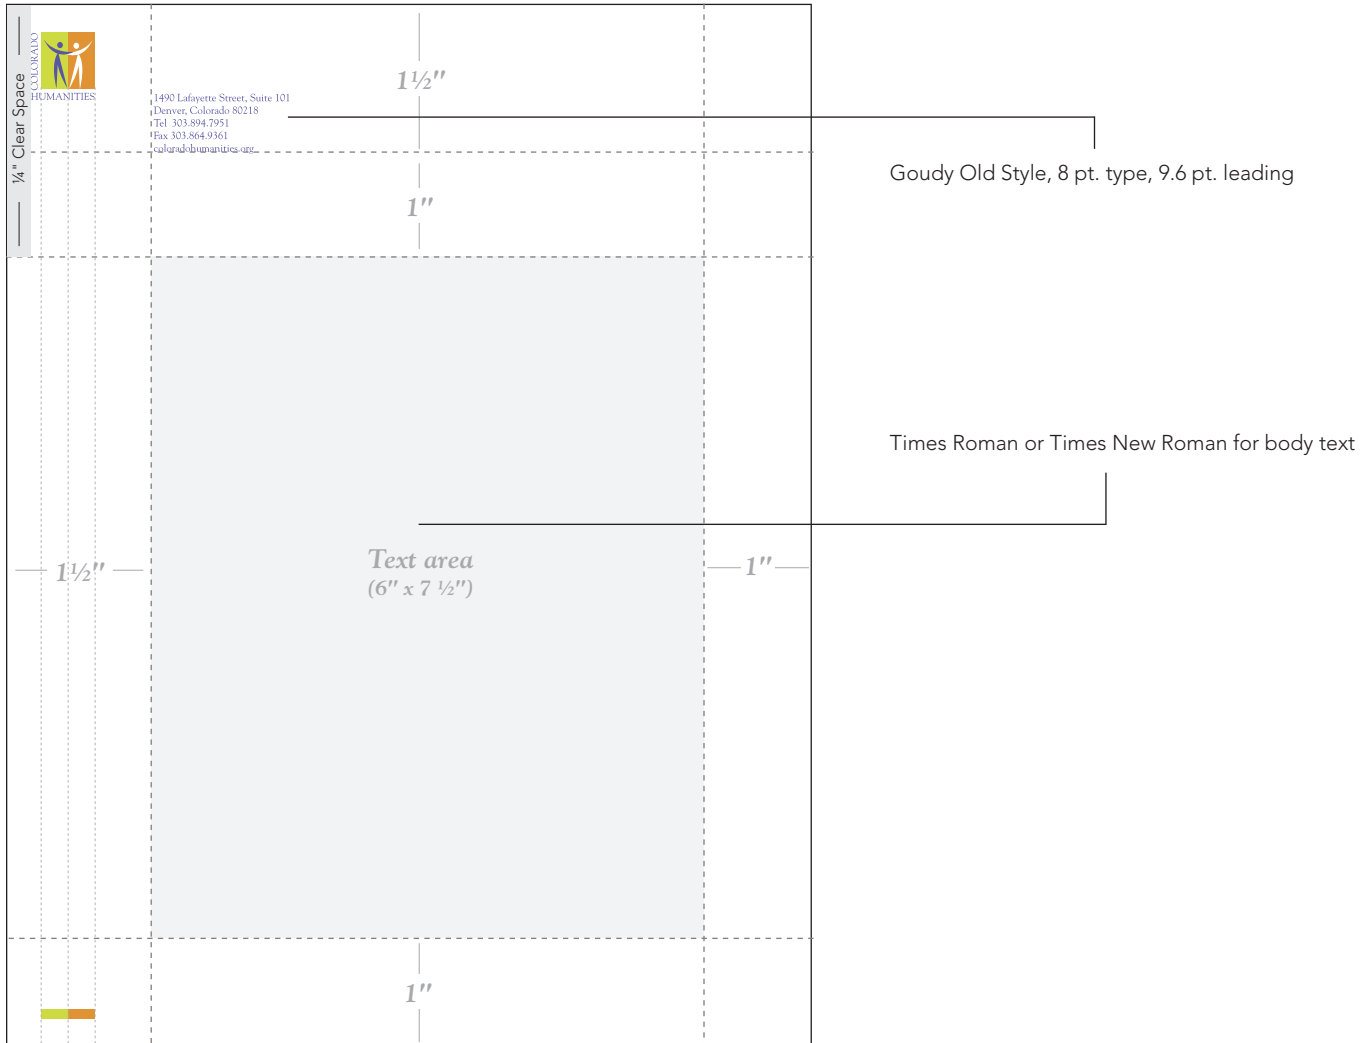 ¼" Clear Space
COLORADO
HUMANITIES
1½"
1490 Lafayette Street, Suite 101
Denver, Colorado 80218
Tel 303.894.7951
Fax 303.864.9361
coloradohumanities.org
Goudy Old Style, 8 pt. type, 9.6 pt. leading
1"
Times Roman or Times New Roman for body text
Text area
(6" x 7 ½")
1½"
1"
1"